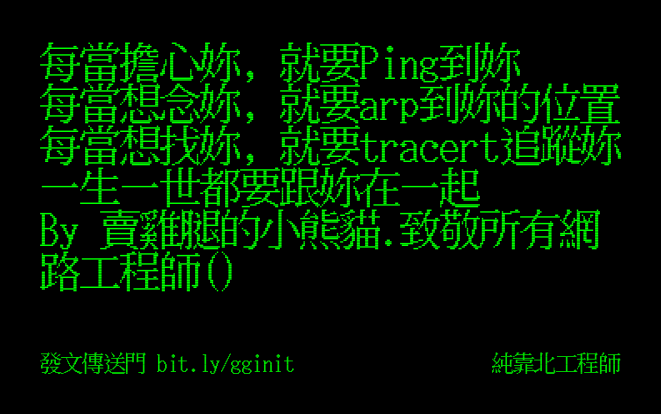 每當擔心妳, 就要Ping到妳
每當想念妳, 就要arp到妳的位置
每當想找妳, 就要tracert追蹤妳
一生一世都要跟妳在一起
By 賣雞腿的小熊貓.致敬所有網
路工程師()
發文傳送門 bit.ly/gginit
純靠北工程師